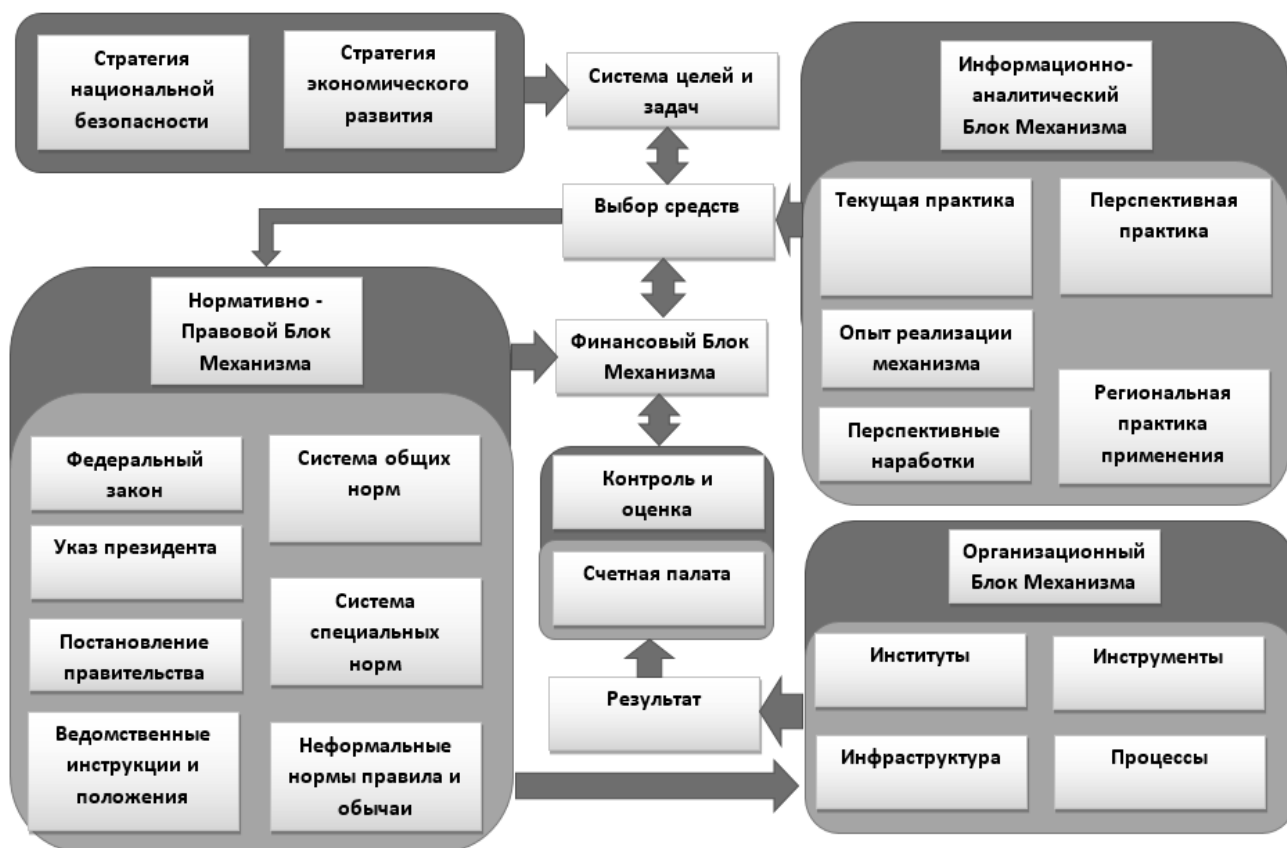 Стратегия
национальной
безопасности
Стратегия
экономического
развития
Система целей и
задач
Информационно-
аналитический
Блок Механизма
Выбор средств
Текущая практика
Перспективная
практика
Опыт реализации
механизма
Перспективные
наработки
Региональная
практика
применения
Нормативно -
Правовой Блок
Механизма
Финансовый Блок
Механизма
Федеральный
закон
Система общих
норм
Указ президента
Система
специальных
норм
Постановление
правительства
Ведомственные
инструкции и
положения
Неформальные
нормы правила и
обычаи
Контроль и
оценка
Счетная палата
Результат
Организационный
Блок Механизма
Институты
Инструменты
Инфраструктура
Процессы